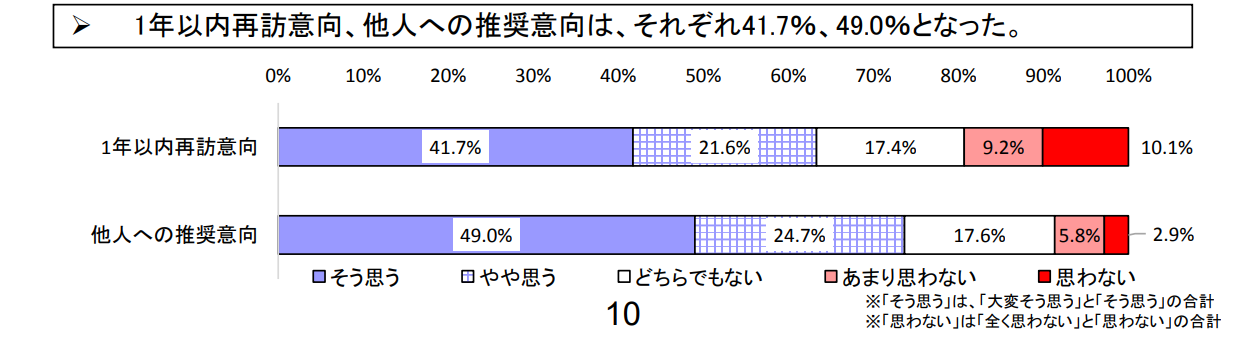 ➢ 1年以内再訪意向、他人への推奨意向は、それぞれ41.7%、49.0%となった。
0% 10% 20% 30% 40% 50% 60% 70% 80% 90% 100%
1年以内再訪意向 41.7% 21.6% 17.4% 9.2% 10.1%
他人への推奨意向 49.0% 24.7% 17.6% 5.8% 2.9%
そう思う やや思う どちらでもない あまり思わない 思わない
※「そう思う」は、「大変そう思う」と「そう思う」の合計
※「思わない」は「全く思わない」と「思わない」の合計
10